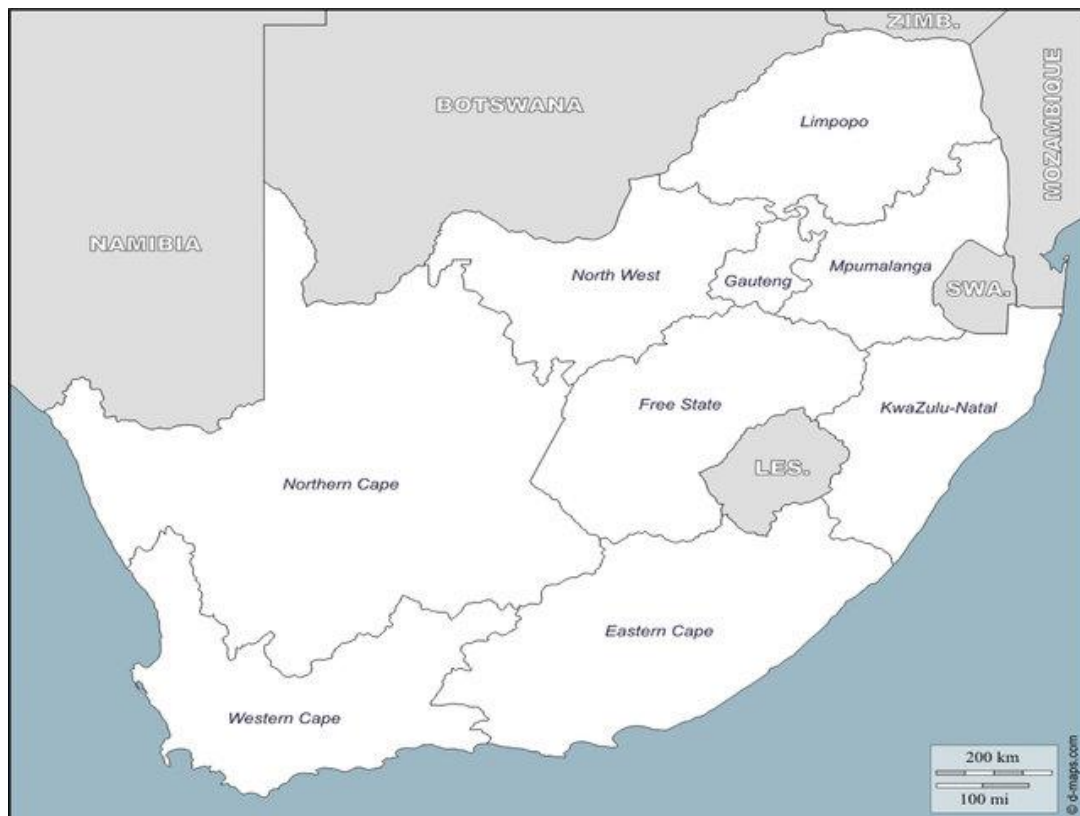 ZIMB.
MOZAMBIQUE
BOTSWANA
Limpopo
NAMIBIA
North West
Gauteng
Mpumalanga
SWA.
Free State
KwaZulu-Natal
LES.
Northern Cape
Eastern Cape
Western Cape
200 km
100 mi
© d-maps.com